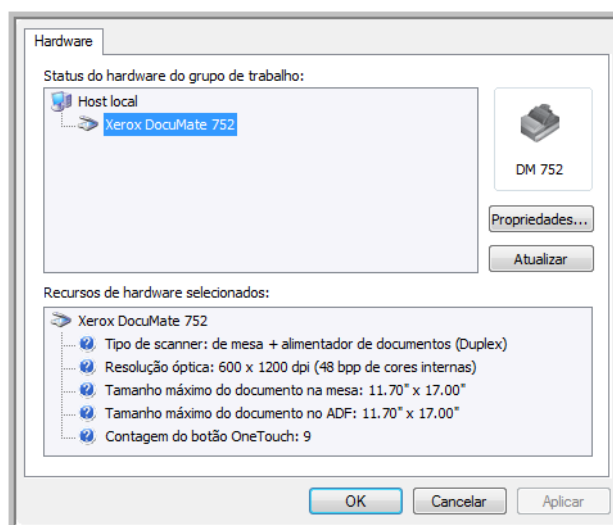 Hardware
Status do hardware do grupo de trabalho:
Host local
Xerox DocuMate 752
DM 752
Propriedades...
Atualizar
Recursos de hardware selecionados:
Xerox DocuMate 752
Tipo de scanner: de mesa + alimentador de documentos (Duplex)
Resolução óptica: 600 x 1200 dpi (48 bpp de cores internas)
Tamanho máximo do documento na mesa: 11.70" x 17.00"
Tamanho máximo do documento no ADF: 11.70" x 17.00"
Contagem do botão OneTouch: 9
OK Cancelar Aplicar